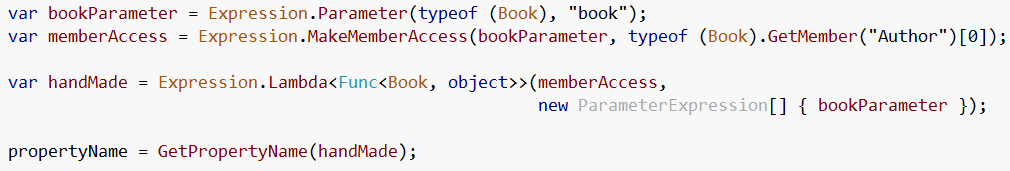 var bookParameter = Expression.Parameter(typeof (Book), "book");
var memberAccess = Expression.MakeMemberAccess(bookParameter, typeof (Book).GetMember("Author")[0]);
var handMade = Expression.Lambda<Func<Book, object>>(memberAccess,
new ParameterExpression[] { bookParameter });
propertyName = GetPropertyName(handMade);